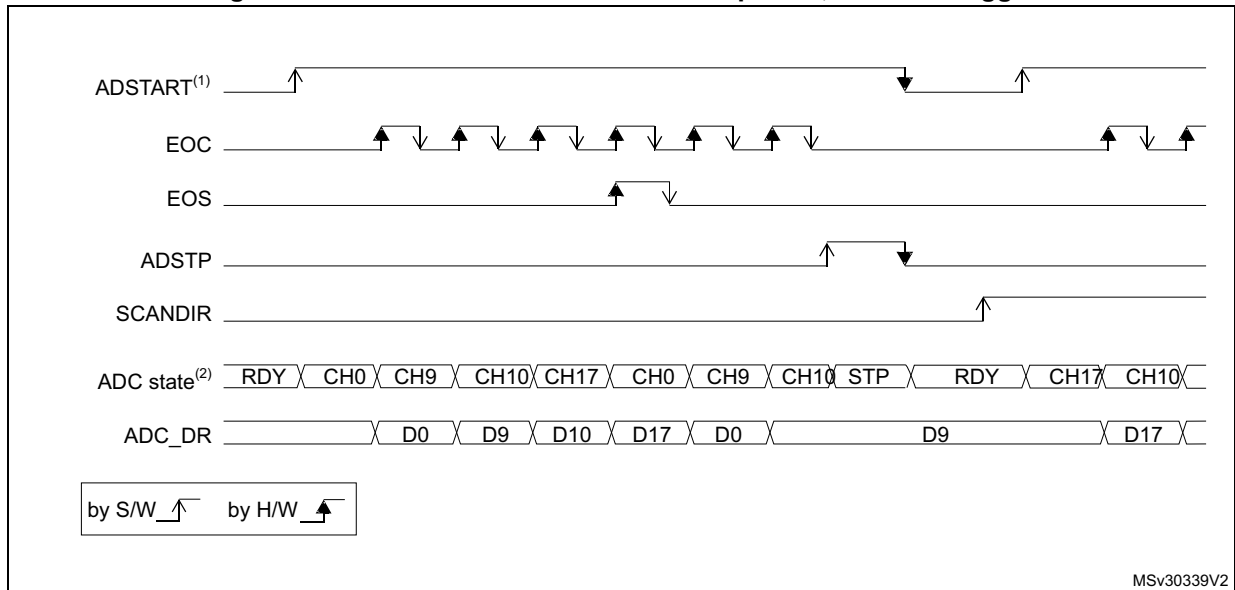 ADSTART(1)
EOC
EOS
ADSTP
SCANDIR
ADC state(2) RDY CH0 CH9 CH10 CH17 CH0 CH9 CH10 STP RDY CH17 CH10
ADC_DR D0 D9 D10 D17 D0 D9 D17
by S/W by H/W
MSv30339V2